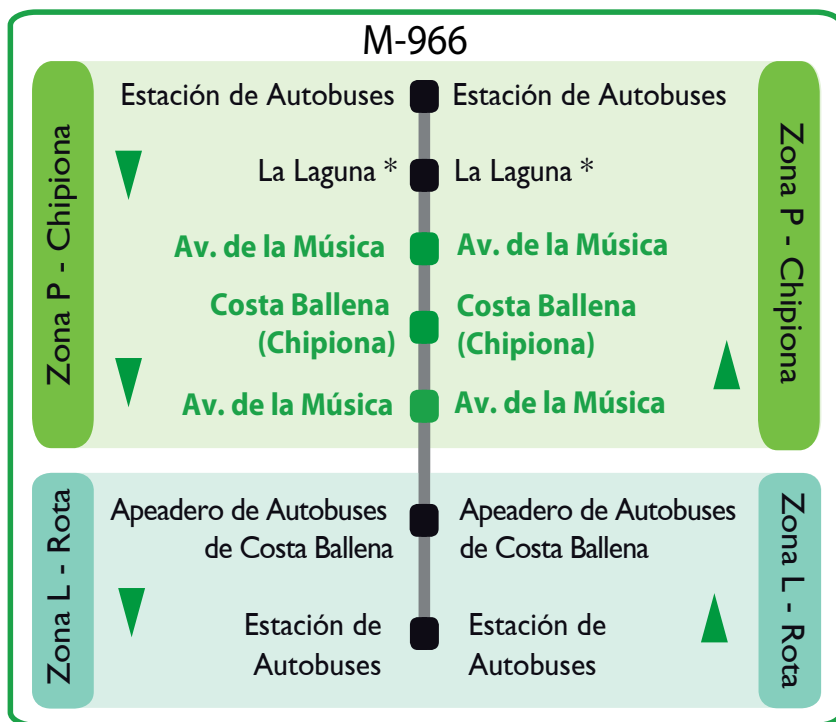 M-966
Zona P - Chipiona
Estación de Autobuses
Estación de Autobuses
La Laguna *
La Laguna *
Av. de la Música
Av. de la Música
Costa Ballena
(Chipiona)
Costa Ballena
(Chipiona)
Av. de la Música
Av. de la Música
Zona P - Chipiona
Zona L - Rota
Apeadero de Autobuses
de Costa Ballena
Apeadero de Autobuses
de Costa Ballena
Estación de
Autobuses
Estación de
Autobuses
Zona L - Rota